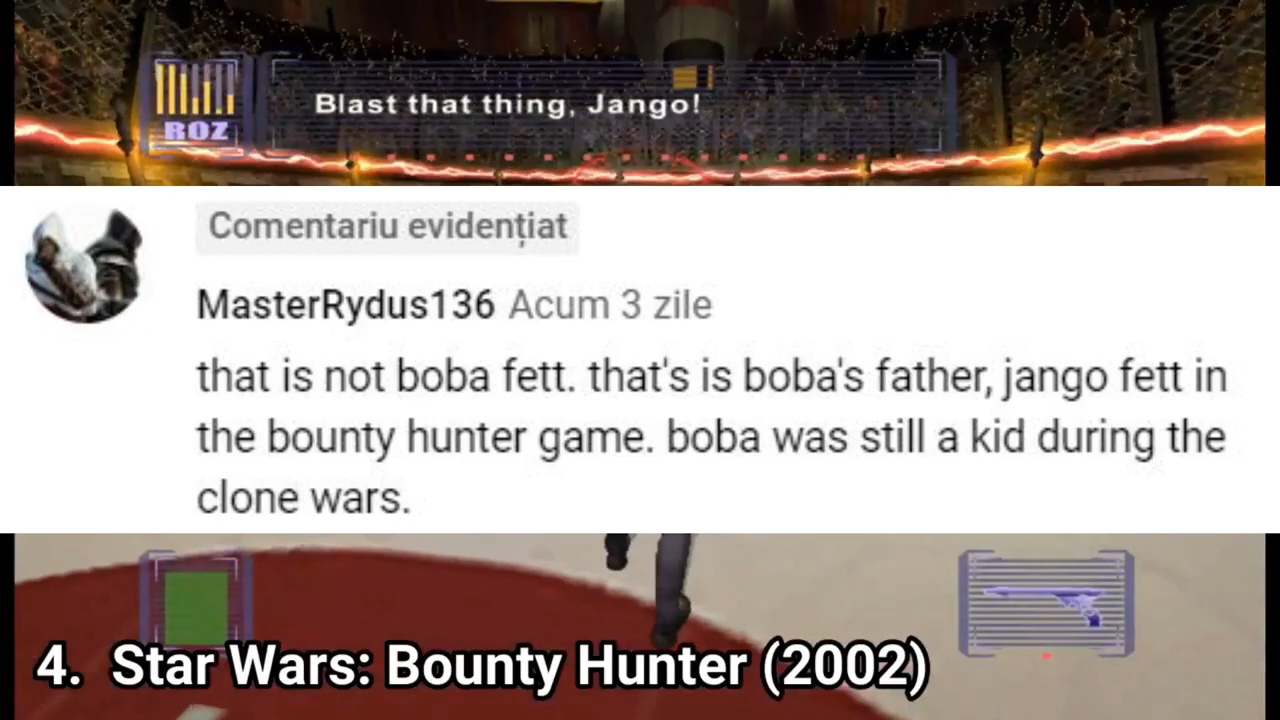 Blast that thing, Jango!
ROZ
Comentariu evidențiat
MasterRydus136 Acum 3 zile
that is not boba fett. that's is boba's father, jango fett in
the bounty hunter game. boba was still a kid during the
clone wars.
4. Star Wars: Bounty Hunter (2002)